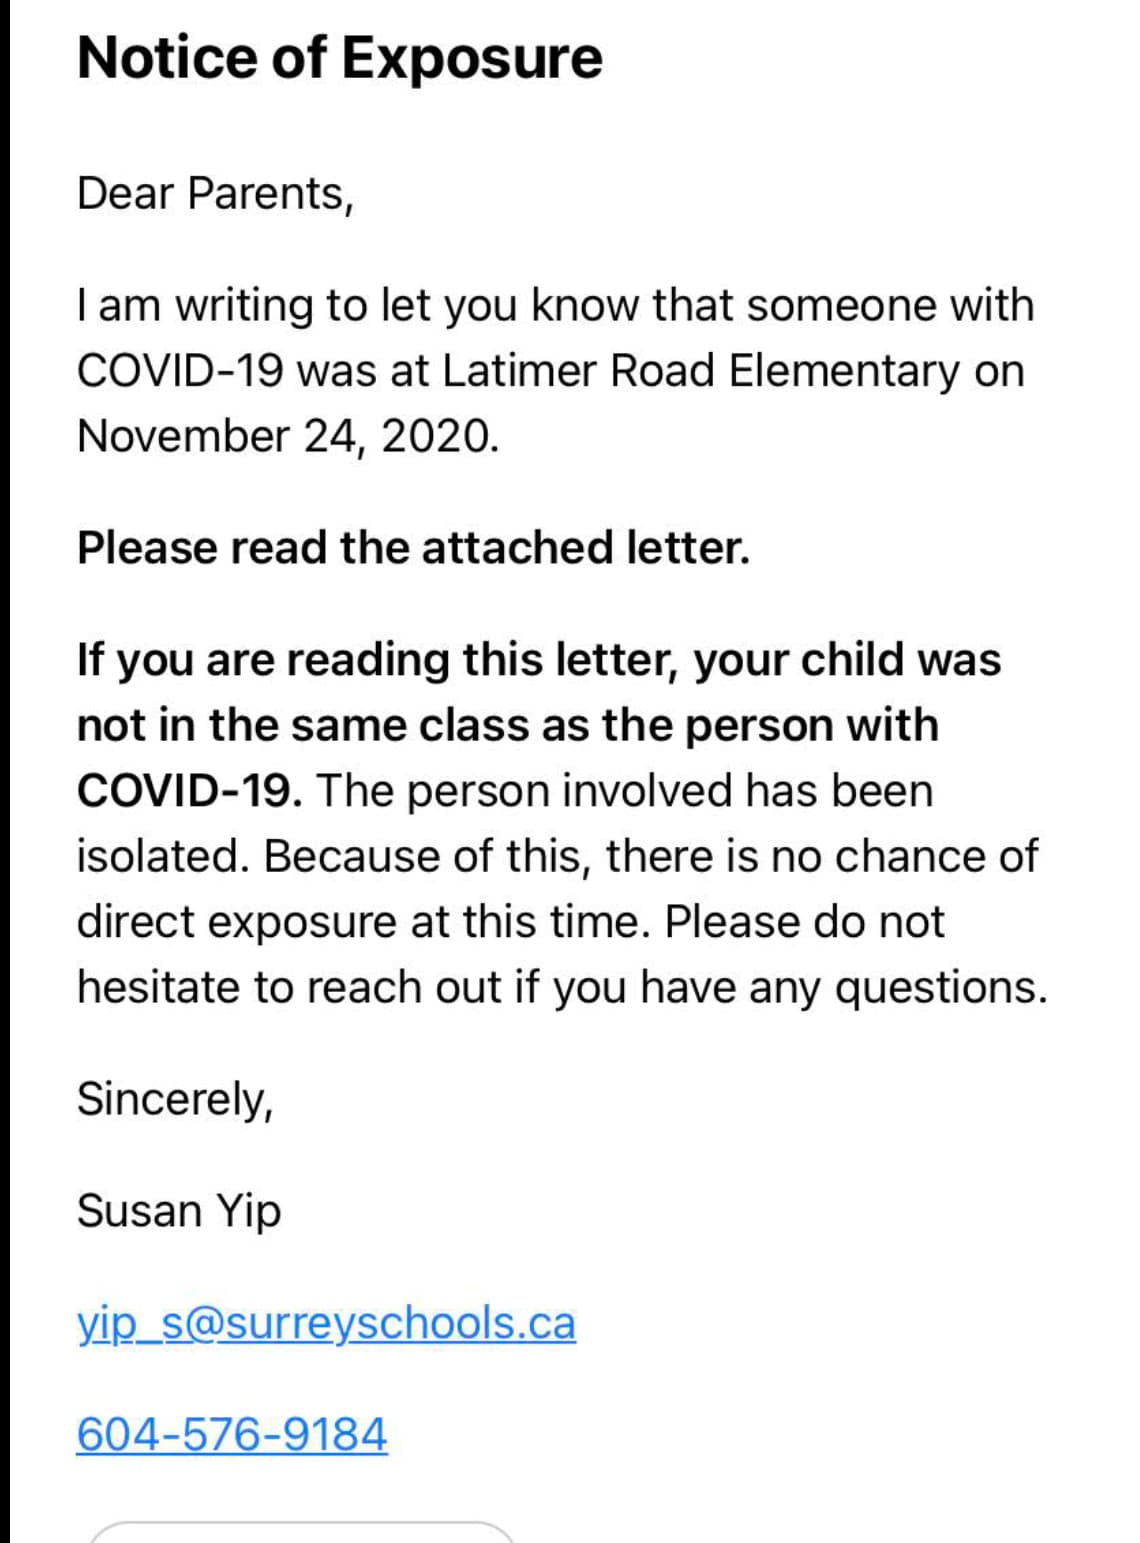 Notice of Exposure
Dear Parents,
I am writing to let you know that someone with
COVID-19 was at Latimer Road Elementary on
November 24, 2020.
Please read the attached letter.
If you are reading this letter, your child was
not in the same class as the person with
COVID-19. The person involved has been
isolated. Because of this, there is no chance of
direct exposure at this time. Please do not
hesitate to reach out if you have any questions.
Sincerely,
Susan Yip
yip_s@surreyschools.ca
604-576-9184